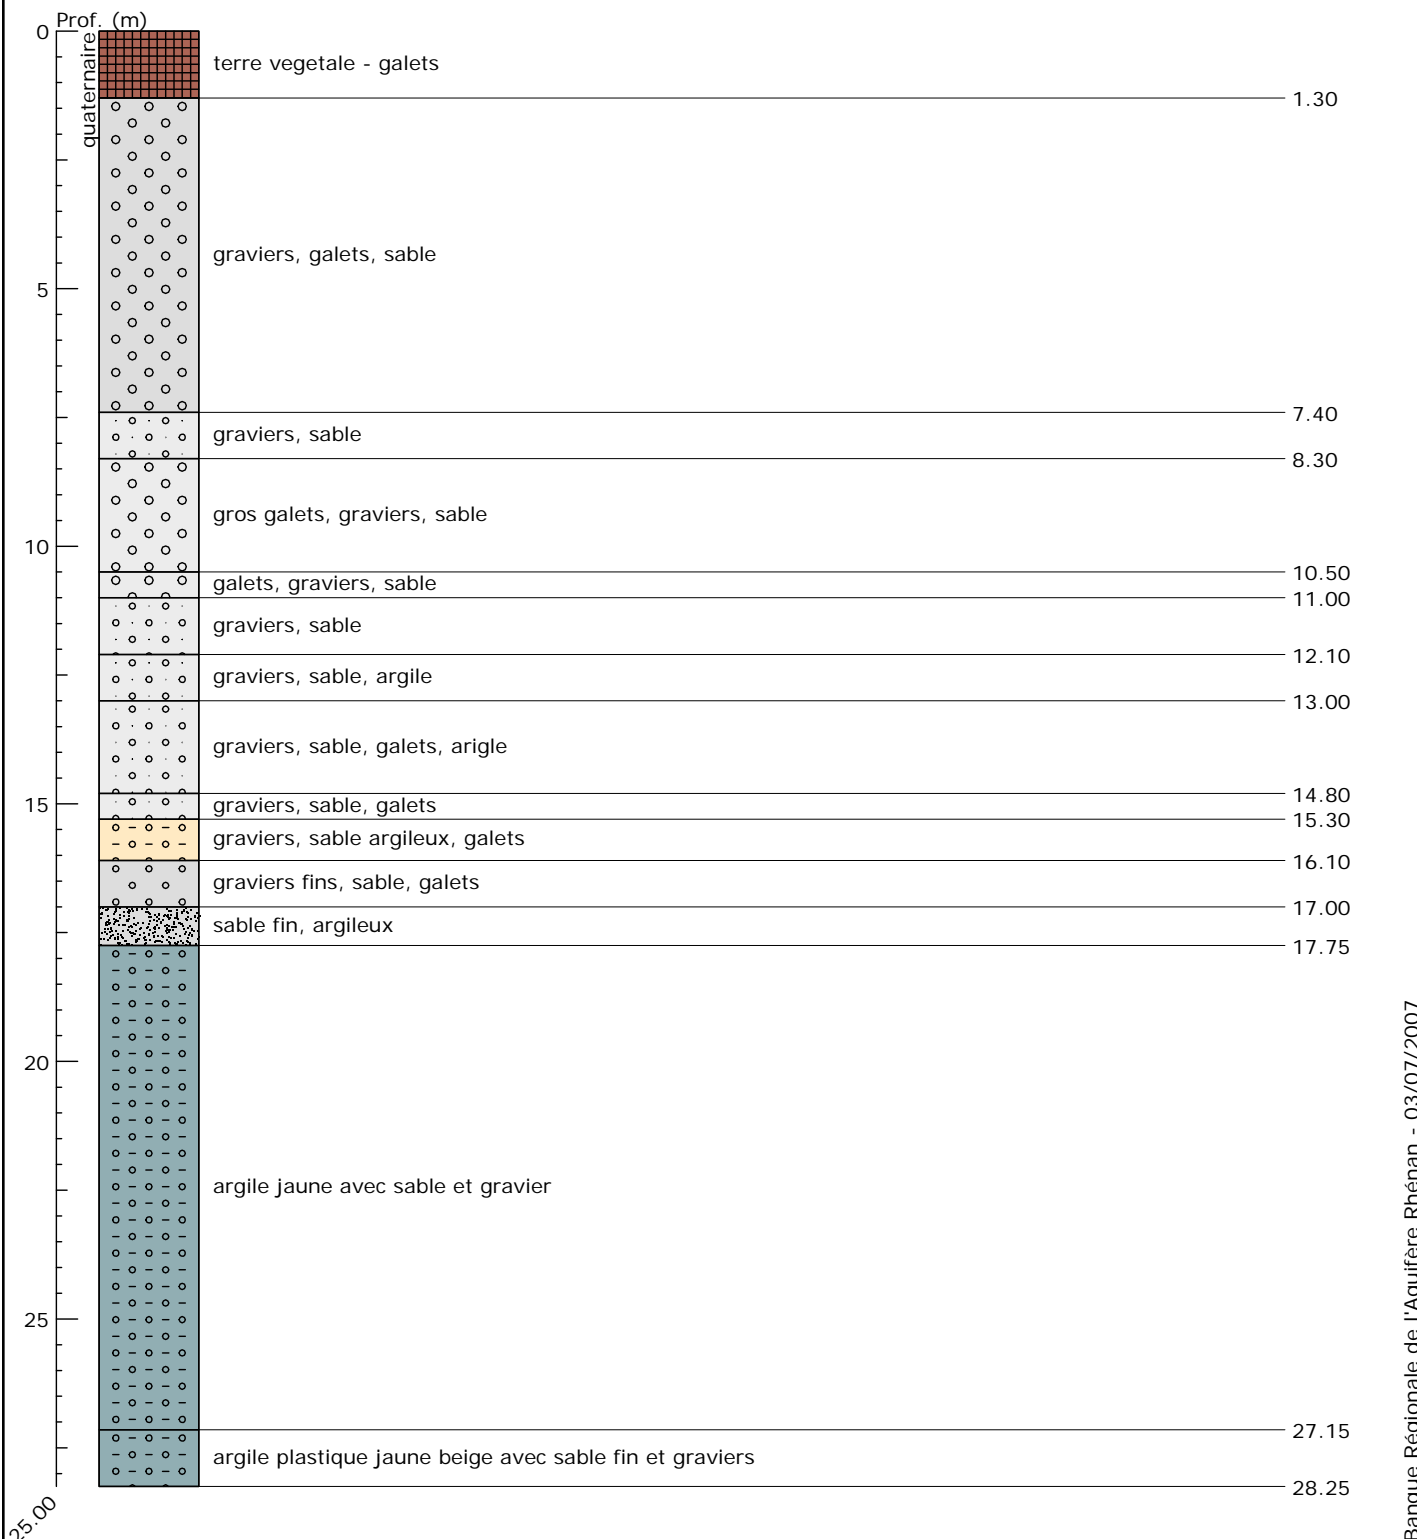 Prof. (m)
0
quaternaire
terre vegetale - galets
1.30
graviers, galets, sable
5
7.40
graviers, sable
8.30
gros galets, graviers, sable
10
10.50
galets, graviers, sable
11.00
graviers, sable
12.10
graviers, sable, argile
13.00
graviers, sable, galets, arigle
14.80
15
graviers, sable, galets
15.30
graviers, sable argileux, galets
16.10
graviers fins, sable, galets
17.00
sable fin, argileux
17.75
20
argile jaune avec sable et gravier
25
27.15
argile plastique jaune beige avec sable fin et graviers
28.25
25.00
Banque Régionale de l'Aquifère Rhénan - 03/07/2007